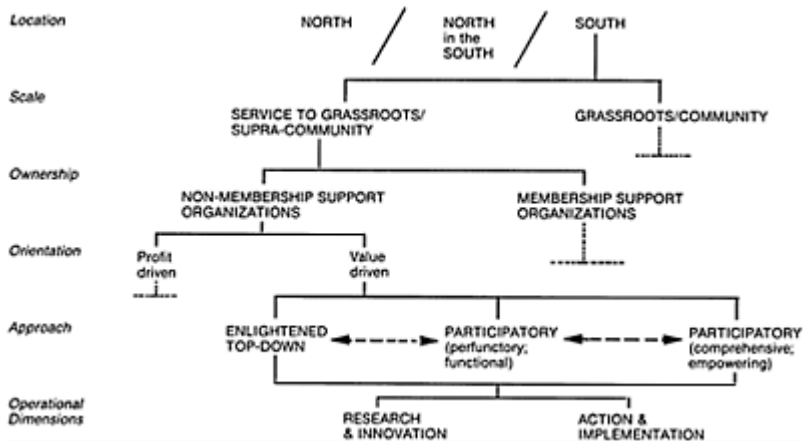 Location
NORTH
NORTH
in the
SOUTH
SOUTH
Scale
SERVICE TO GRASSROOTS/
SUPRA-COMMUNITY
GRASSROOTS/COMMUNITY
Ownership
NON-MEMBERSHIP SUPPORT
ORGANIZATIONS
MEMBERSHIP SUPPORT
ORGANIZATIONS
Orientation
Profit
driven
Value
driven
Approach
ENLIGHTENED
TOP-DOWN
PARTICIPATORY
(perfunctory;
functional)
PARTICIPATORY
(comprehensive;
empowering)
Operational
Dimensions
RESEARCH
& INNOVATION
ACTION &
IMPLEMENTATION